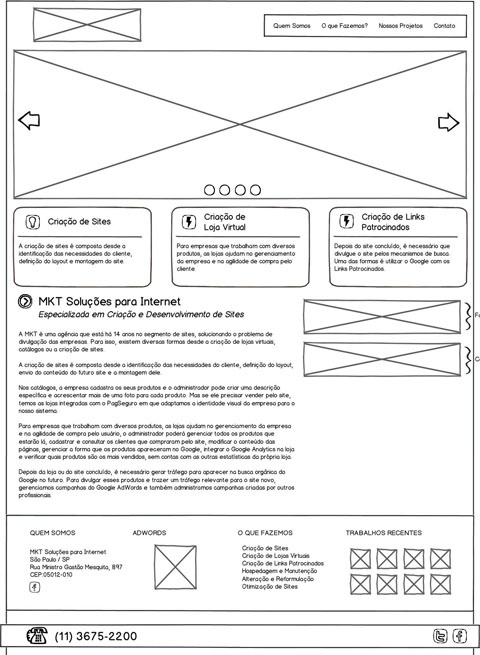 Quem Somos O que Fazemos? Nossos Projetos Contato
Criação de Sites
A criação de sites é composta desde a
identificação das necessidades do cliente,
definição do layout e montagem do site.
Criação de
Loja Virtual
Para empresas que trabalham com diversos
produtos, as lojas ajudam no gerenciamento
da empresa e na agilidade de compra pelo
cliente
Criação de Links
Patrocinados
Depois do site concluído, é necessário que
divulgue o site pelos mecanismos de busca.
Uma das formas é utilizar o Google com os
Links Patrocinados.
MKT Soluções para Internet
Especializada em Criação e Desenvolvimento de Sites
A MKT é uma agência que está há 14 anos no segmento de sites, solucionando o problema de
divulgação das empresas. Para isso, existem diversas formas desde a criação de lojas virtuais,
catálogos ou a criação de sites.
A criação de sites é composta desde a identificação das necessidades do cliente, definição do layout,
envio do conteúdo do futuro site e a montagem dele.
Nos catálogos, a empresa cadastra os seus produtos e o administrador pode criar uma descrição
específica e acrescentar mais de uma foto para cada produto. Mas se ele precisar vender pelo site,
temos as lojas integradas com o PagSeguro em que adaptamos a identidade visual da empresa para o
nosso sistema.
Para empresas que trabalham com diversos produtos, as lojas ajudam no gerenciamento da empresa
e na agilidade de compra pelo usuário, o administrador poderá gerenciar todos os produtos que
estarão lá, cadastrar e consultar os clientes que compraram pelo site, modificar o conteúdo das
páginas, gerenciar a forma que os produtos apareceram no Google, integrar o Google Analytics na loja
e verificar quais produtos são os mais vendidos, sem contas com as outras estatísticas da própria loja.
Depois da loja ou do site concluído, é necessário gerar tráfego para aparecer na busca orgânica do
Google no futuro. Para divulgar esses produtos e trazer um tráfego relevante para o site novo,
gerenciamos campanhas do Google AdWords e também administramos campanhas criadas por outros
profissionais.
QUEM SOMOS
MKT Soluções para Internet
São Paulo / SP
Rua Ministro Gastão Mesquita, 897
CEP:05012-010
ADWORDS
O QUE FAZEMOS
Criação de Sites
Criação de Lojas Virtuais
Criação de Links Patrocinados
Hospedagem e Manutenção
Alteração e Reformulação
Otimização de Sites
TRABALHOS RECENTES
(11) 3675-2200